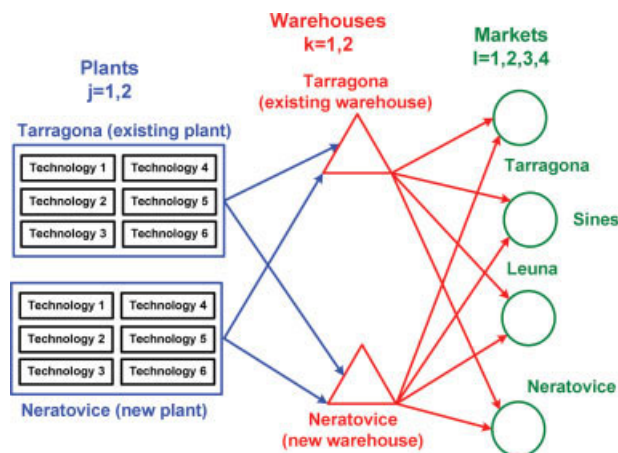 Warehouses
k=1,2
Markets
l=1,2,3,4
Plants
j=1,2
Tarragona
(existing warehouse)
Tarragona (existing plant)
Technology 1
Technology 4
Technology 2
Technology 5
Technology 3
Technology 6
Tarragona
Sines
Leuna
Technology 1
Technology 4
Technology 2
Technology 5
Technology 3
Technology 6
Neratovice (new plant)
Neratovice
(new warehouse)
Neratovice